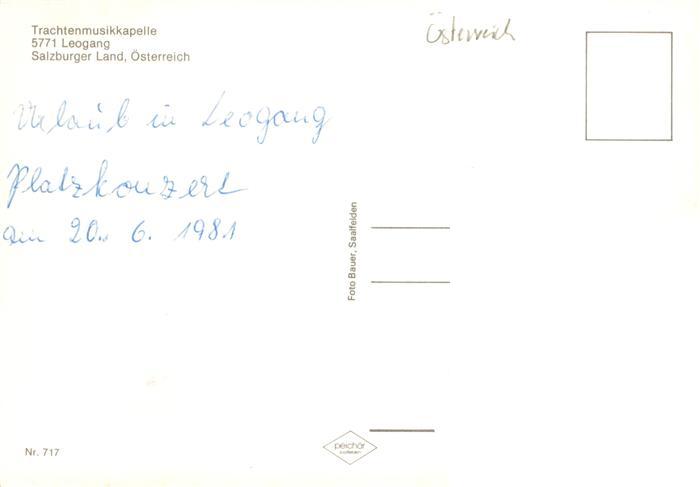 Trachtenmusikkapelle
5771 Leogang
Salzburger Land, Österreich
Österreich
Urlaub in Leogang
Platzkonzert
am 20. 6. 1981
Foto Bauer, Saalfelden
Nr. 717